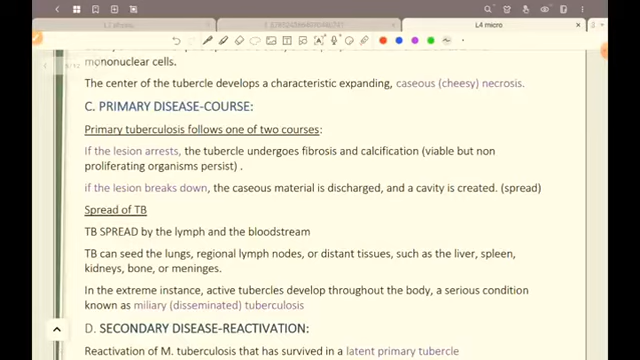 L4 micro
mononuclear cells.
The center of the tubercle develops a characteristic expanding, caseous (cheesy) necrosis.
C. PRIMARY DISEASE-COURSE:
Primary tuberculosis follows one of two courses:
If the lesion arrests, the tubercle undergoes fibrosis and calcification (viable but non
proliferating organisms persist) .
if the lesion breaks down, the caseous material is discharged, and a cavity is created. (spread)
Spread of TB
TB SPREAD by the lymph and the bloodstream
TB can seed the lungs, regional lymph nodes, or distant tissues, such as the liver, spleen,
kidneys, bone, or meninges.
In the extreme instance, active tubercles develop throughout the body, a serious condition
known as miliary (disseminated) tuberculosis
D. SECONDARY DISEASE-REACTIVATION:
Reactivation of M. tuberculosis that has survived in a latent primary tubercle